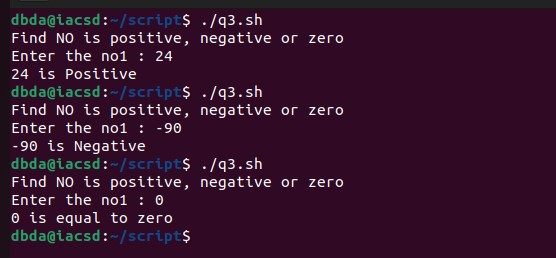 dbda@iacsd:~/script$ ./q3.sh
Find NO is positive, negative or zero
Enter the no1 : 24
24 is Positive
dbda@iacsd:~/script$ ./q3.sh
Find NO is positive, negative or zero
Enter the no1 : -90
-90 is Negative
dbda@iacsd:~/script$ ./q3.sh
Find NO is positive, negative or zero
Enter the no1 : 0
0 is equal to zero
dbda@iacsd:~/script$